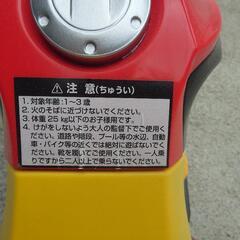 ⚠ 注 意 (ちゅうい)
1. 対象年齢:1~3 歳
2. 火のそばに近づけないでください。
3. 体重 25 kg以下のお子様用です。
4. けがをしないよう大人の監督下でご使用く
ださい。道路や階段、プール等の水辺、自動
車・バイク等の近くでは絶対に遊ばないでく
ださい。靴を履いてご使用ください。一人乗
りですから二人以上で乗らないでください。